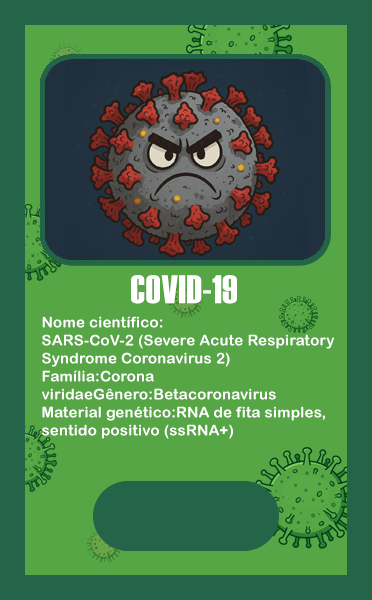 COVID-19
Nome científico:
SARS-CoV-2 (Severe Acute Respiratory
Syndrome Coronavirus 2)
Família:Corona
viridaeGênero:Betacoronavirus
Material genético:RNA de fita simples,
sentido positivo (ssRNA+)